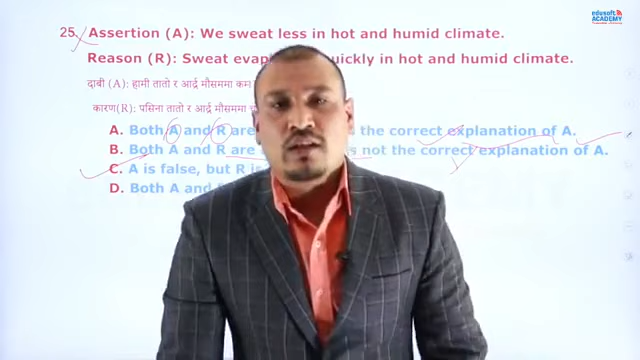 edusoft
ACADEMY
25. Assertion (A): We sweat less in hot and humid climate.
Reason (R): Sweat quickly in hot and humid climate.
दाबी (A): हामी तातो र आर्द्र मौसममा कम
कारण(R): पसिना तातो र आर्द्र मौसममा
A. Both A and R are the correct explanation of A.
B. Both A and R are not the correct explanation of A.
C. A is false, but R is
D. Both A and